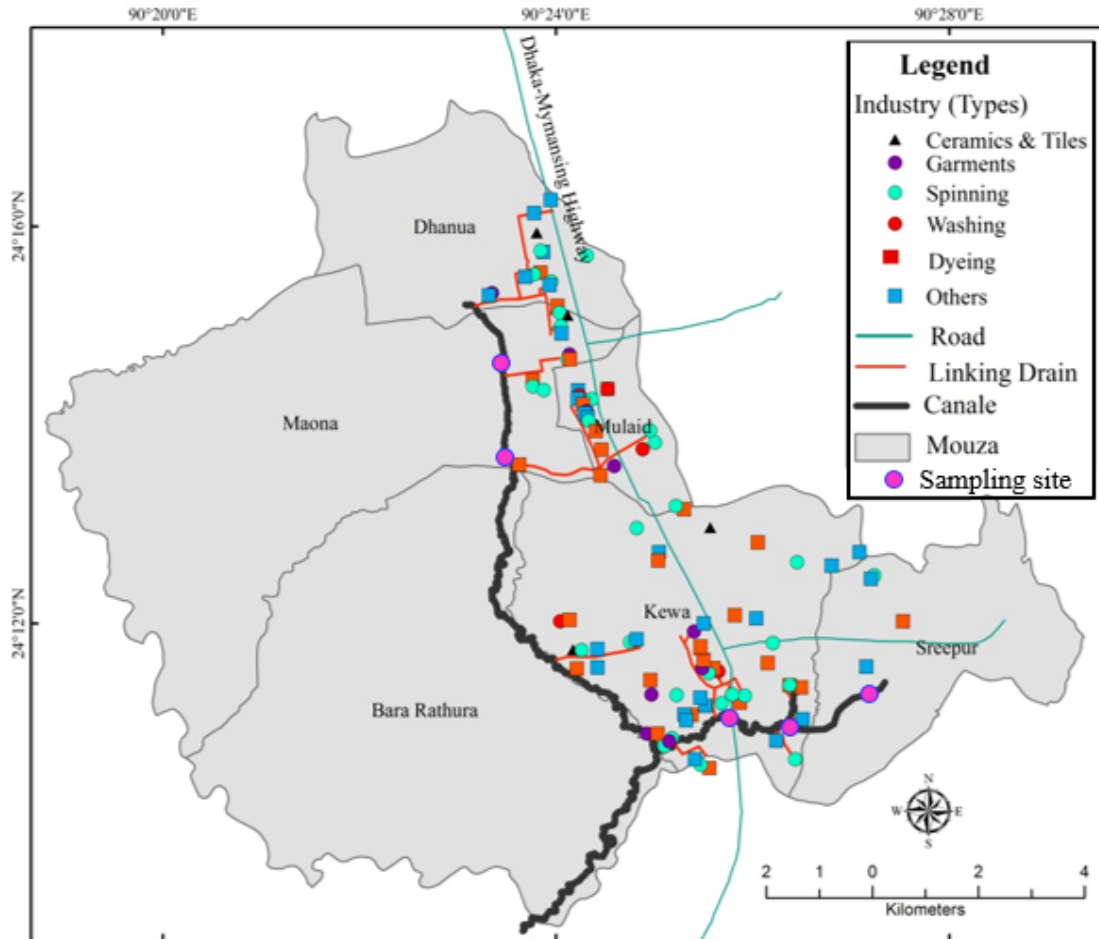 90°20'0"E
90°24'0"E
90°28'0"E
24°16'0"N
24°12'0"N
Dhaka-Mymansing Highway
Dhanua
Maona
Mulaid
Kewa
Sreepur
Bara Rathura
Legend
Industry (Types)
Ceramics & Tiles
Garments
Spinning
Washing
Dyeing
Others
Road
Linking Drain
Canale
Mouza
Sampling site
N
W
E
S
2 1 0 2 4
Kilometers